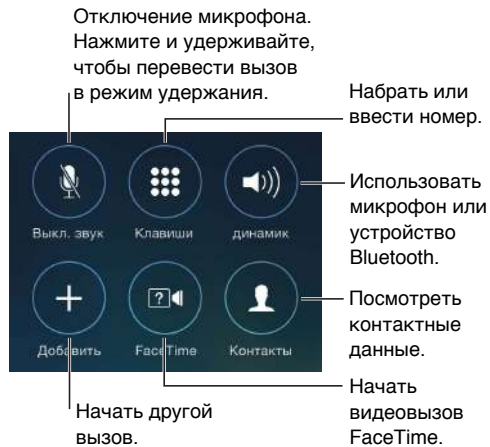 Отключение микрофона.
Нажмите и удерживайте,
чтобы перевести вызов
в режим удержания.
Набрать или
ввести номер.
Выкл. звук
Клавиши
динамик
Использовать
микрофон или
устройство
Bluetooth.
Добавить
FaceTime
Контакты
Посмотреть
контактные
данные.
Начать другой
вызов.
Начать
видеовызов
FaceTime.